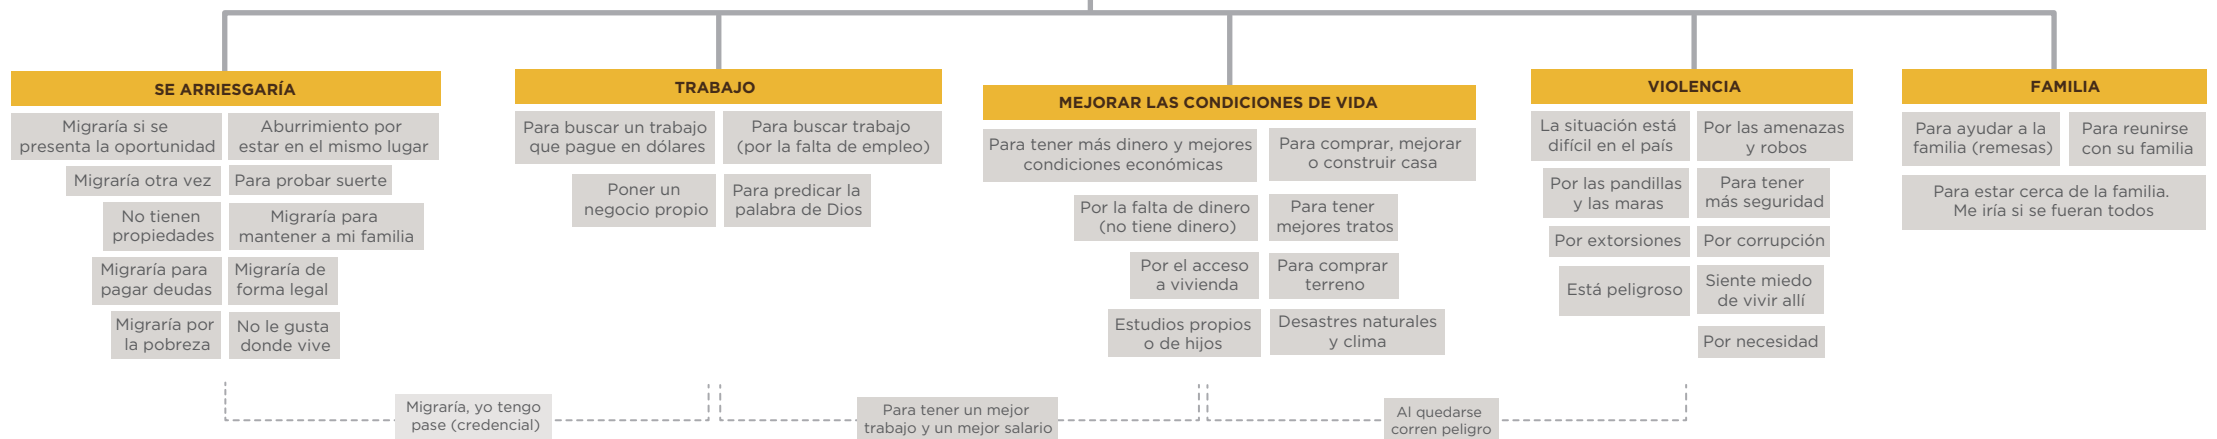 SE ARRIESGARÍA
Migraría si se
presenta la oportunidad
Aburrimiento por
estar en el mismo lugar
Migraría otra vez
Para probar suerte
No tienen
propiedades
Migraría para
mantener a mi familia
Migraría para
pagar deudas
Migraría de
forma legal
Migraría por
la pobreza
No le gusta
donde vive
TRABAJO
Para buscar un trabajo
que pague en dólares
Para buscar trabajo
(por la falta de empleo)
Poner un
negocio propio
Para predicar la
palabra de Dios
MEJORAR LAS CONDICIONES DE VIDA
Para tener más dinero y mejores
condiciones económicas
Para comprar, mejorar
o construir casa
Por la falta de dinero
(no tiene dinero)
Para tener
mejores tratos
Por el acceso
a vivienda
Para comprar
terreno
Estudios propios
o de hijos
Desastres naturales
y clima
VIOLENCIA
La situación está
difícil en el país
Por las amenazas
y robos
Por las pandillas
y las maras
Para tener
más seguridad
Por extorsiones
Por corrupción
Está peligroso
Siente miedo
de vivir allí
Por necesidad
FAMILIA
Para ayudar a la
familia (remesas)
Para reunirse
con su familia
Para estar cerca de la familia.
Me iría si se fueran todos
Migraría, yo tengo
pase (credencial)
Para tener un mejor
trabajo y un mejor salario
Al quedarse
corren peligro